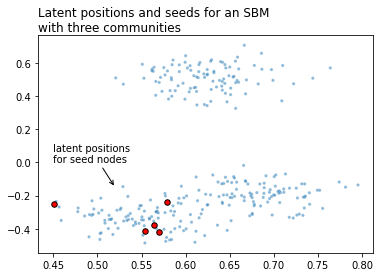 Latent positions and seeds for an SBM
with three communities
0.6
0.4
0.2
0.0
−0.2
−0.4
latent positions
for seed nodes
0.45 0.50 0.55 0.60 0.65 0.70 0.75 0.80